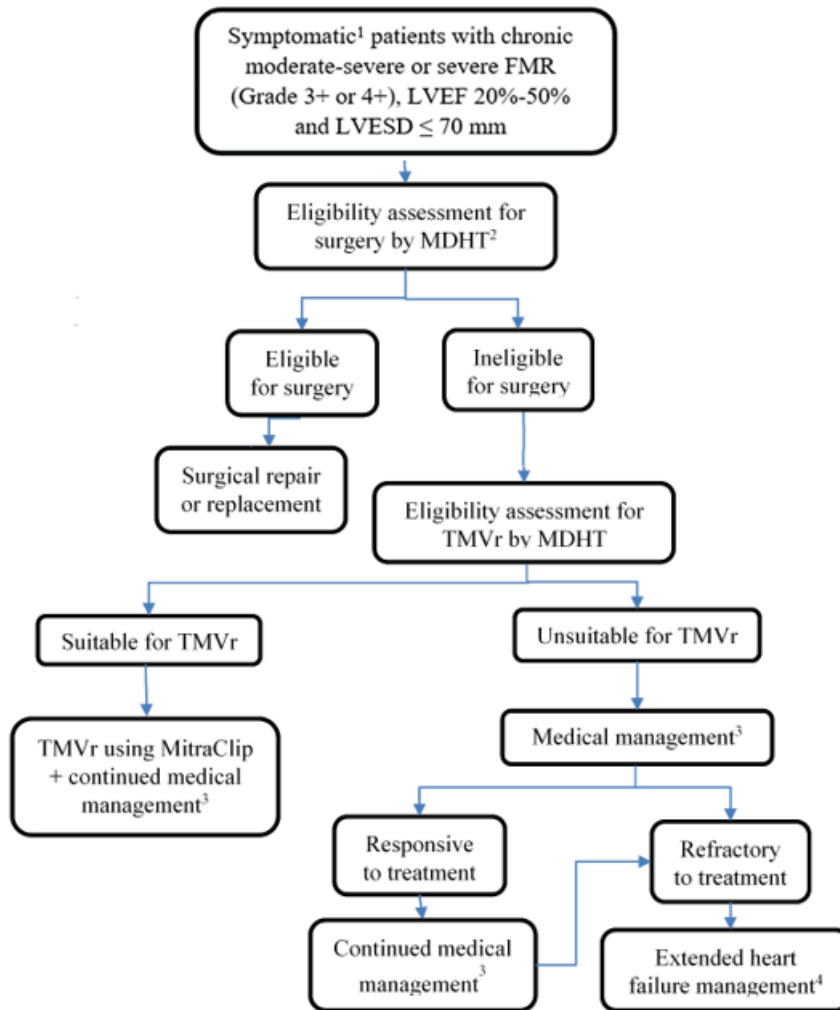 Symptomatic¹ patients with chronic
moderate-severe or severe FMR
(Grade 3+ or 4+), LVEF 20%-50%
and LVESD ≤ 70 mm
Eligibility assessment for
surgery by MDHT²
Eligible
for surgery
Ineligible
for surgery
Surgical repair
or replacement
Eligibility assessment for
TMVr by MDHT
Suitable for TMVr
Unsuitable for TMVr
TMVr using MitraClip
+ continued medical
management³
Medical management³
Responsive
to treatment
Refractory
to treatment
Continued medical
management³
Extended heart
failure management⁴